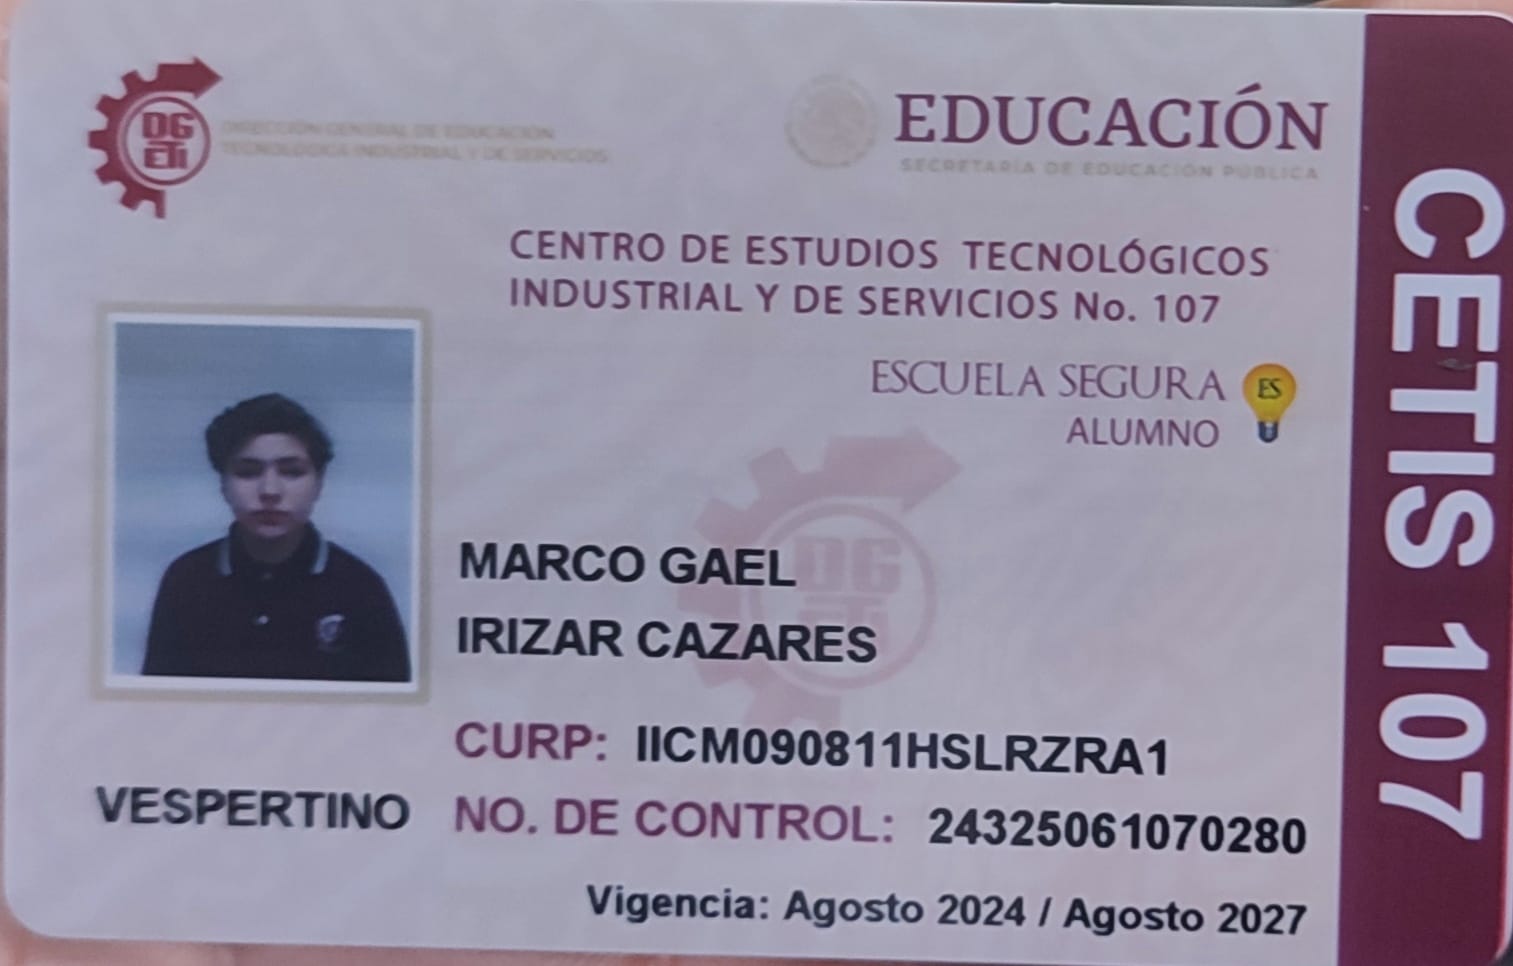 DG
ETI
DIRECCIÓN GENERAL DE EDUCACIÓN
TECNOLÓGICA INDUSTRIAL Y DE SERVICIOS
EDUCACIÓN
SECRETARÍA DE EDUCACIÓN PÚBLICA
CENTRO DE ESTUDIOS TECNOLÓGICOS
INDUSTRIAL Y DE SERVICIOS No. 107
ESCUELA SEGURA
ES
ALUMNO
DG
ETI
MARCO GAEL
IRIZAR CAZARES
CURP: IICM090811HSLRZRA1
VESPERTINO
NO. DE CONTROL: 24325061070280
Vigencia: Agosto 2024 / Agosto 2027
CETIS 107